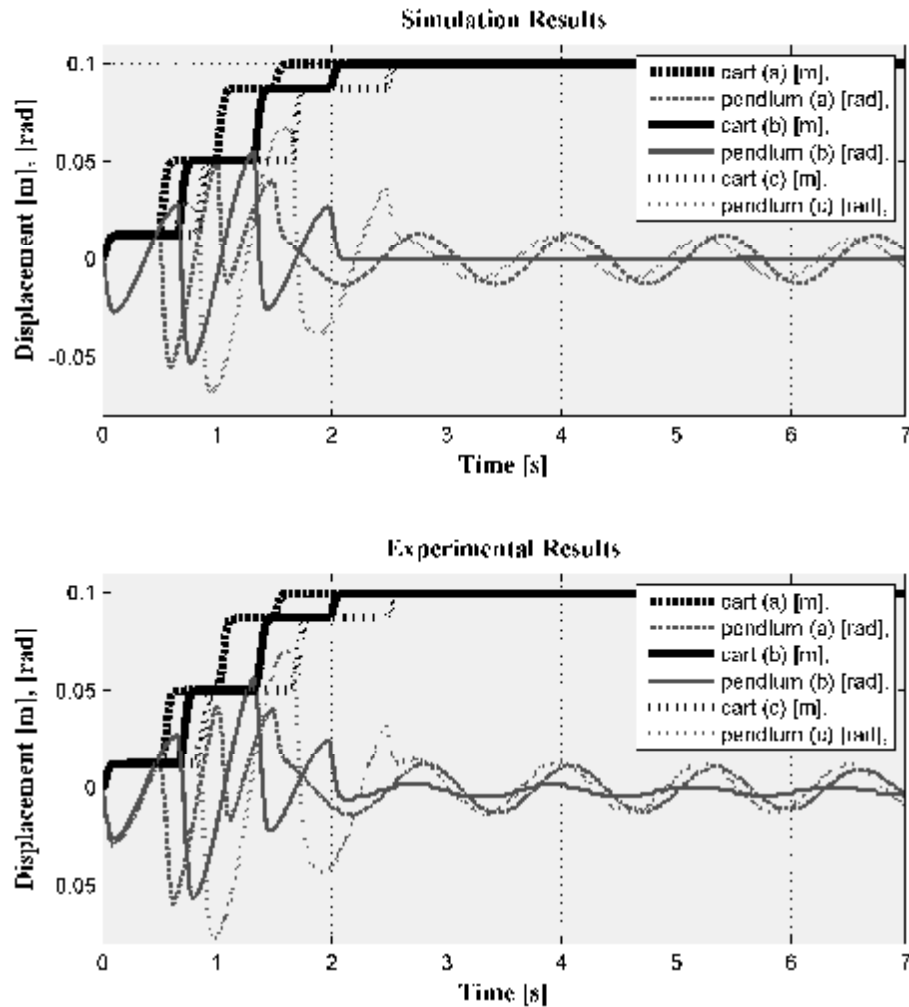 Simulation Results
Displacement [m], [rad]
0.1
0.05
0
-0.05
cart (a) [m],
pendlum (a) [rad],
cart (b) [m],
pendlum (b) [rad].
cart (c) [m].
pendlum (c) [rad],
0 1 2 3 4 5 6 7
Time [s]
Experimental Results
Displacement [m], [rad]
0.1
0.05
0
0.05
cart (a) [m].
pendlum (a) [rad],
cart (b) [m],
pendlum (b) [rad].
cart (c) [m].
pendlum (c) [rad],
0 1 2 3 4 5 6 7
Time [s]